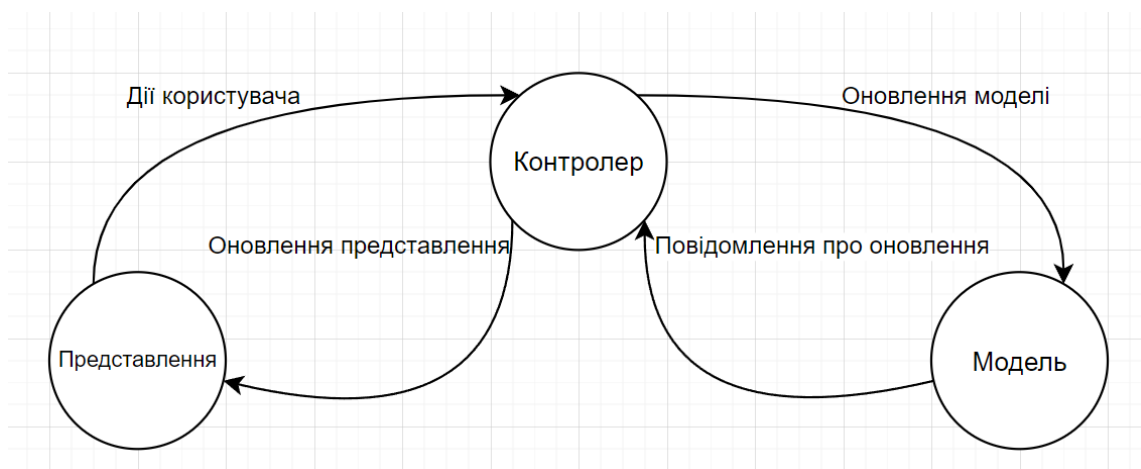 Дії користувача
Оновлення моделі
Контролер
Оновлення представлення
Повідомлення про оновлення
Представлення
Модель